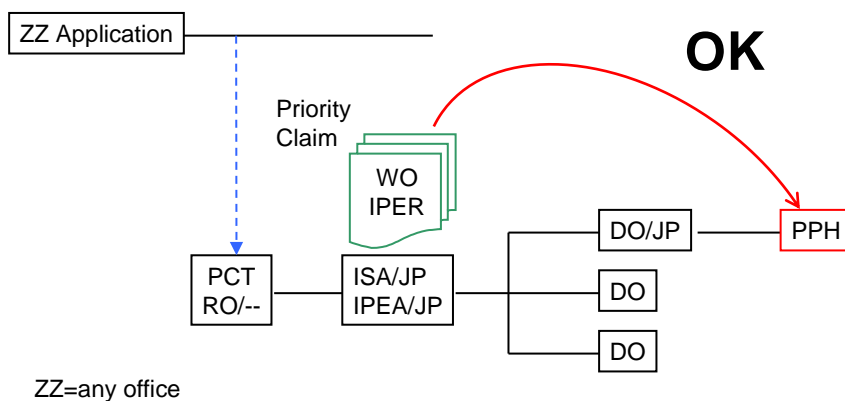 ZZ Application
OK
Priority
Claim
WO
IPER
DO/JP
PPH
PCT
RO/--
ISA/JP
IPEA/JP
DO
DO
ZZ=any office